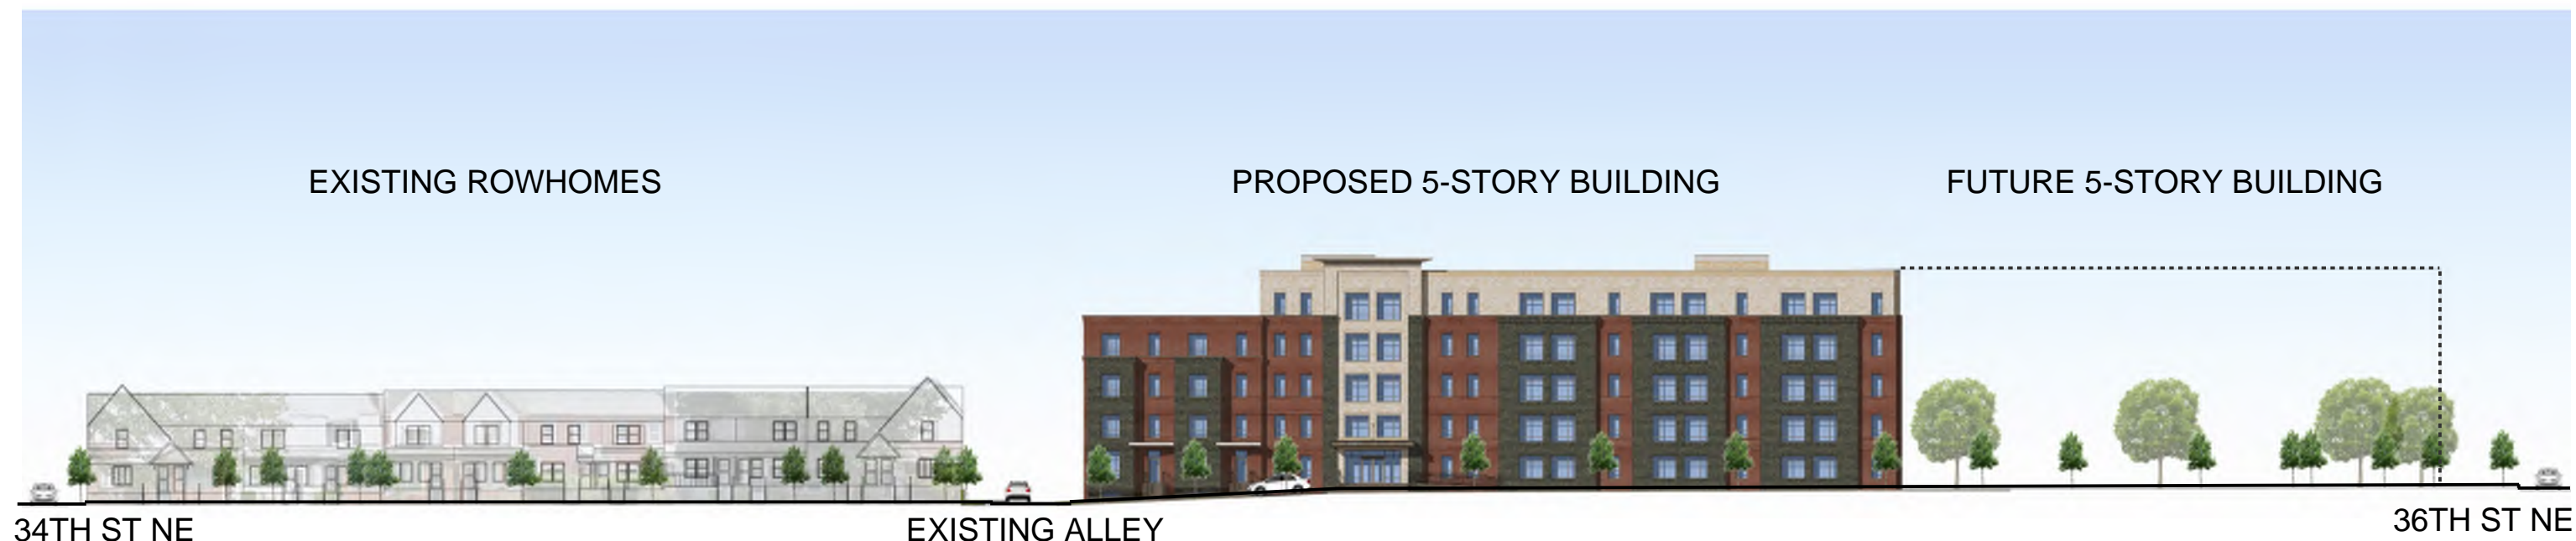 EXISTING ROWHOMES
PROPOSED 5-STORY BUILDING
FUTURE 5-STORY BUILDING
34TH ST NE
EXISTING ALLEY
36TH ST NE